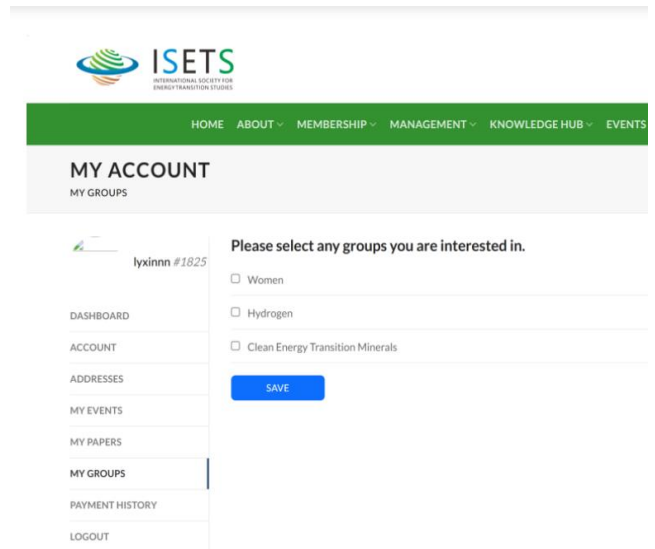 ISETS
INTERNATIONAL SOCIETY FOR
ENERGY TRANSITION STUDIES
HOME ABOUT MEMBERSHIP MANAGEMENT KNOWLEDGE HUB EVENTS
MY ACCOUNT
MY GROUPS
lyxinnn #1825
DASHBOARD
ACCOUNT
ADDRESSES
MY EVENTS
MY PAPERS
MY GROUPS
PAYMENT HISTORY
LOGOUT
Please select any groups you are interested in.
Women
Hydrogen
Clean Energy Transition Minerals
SAVE